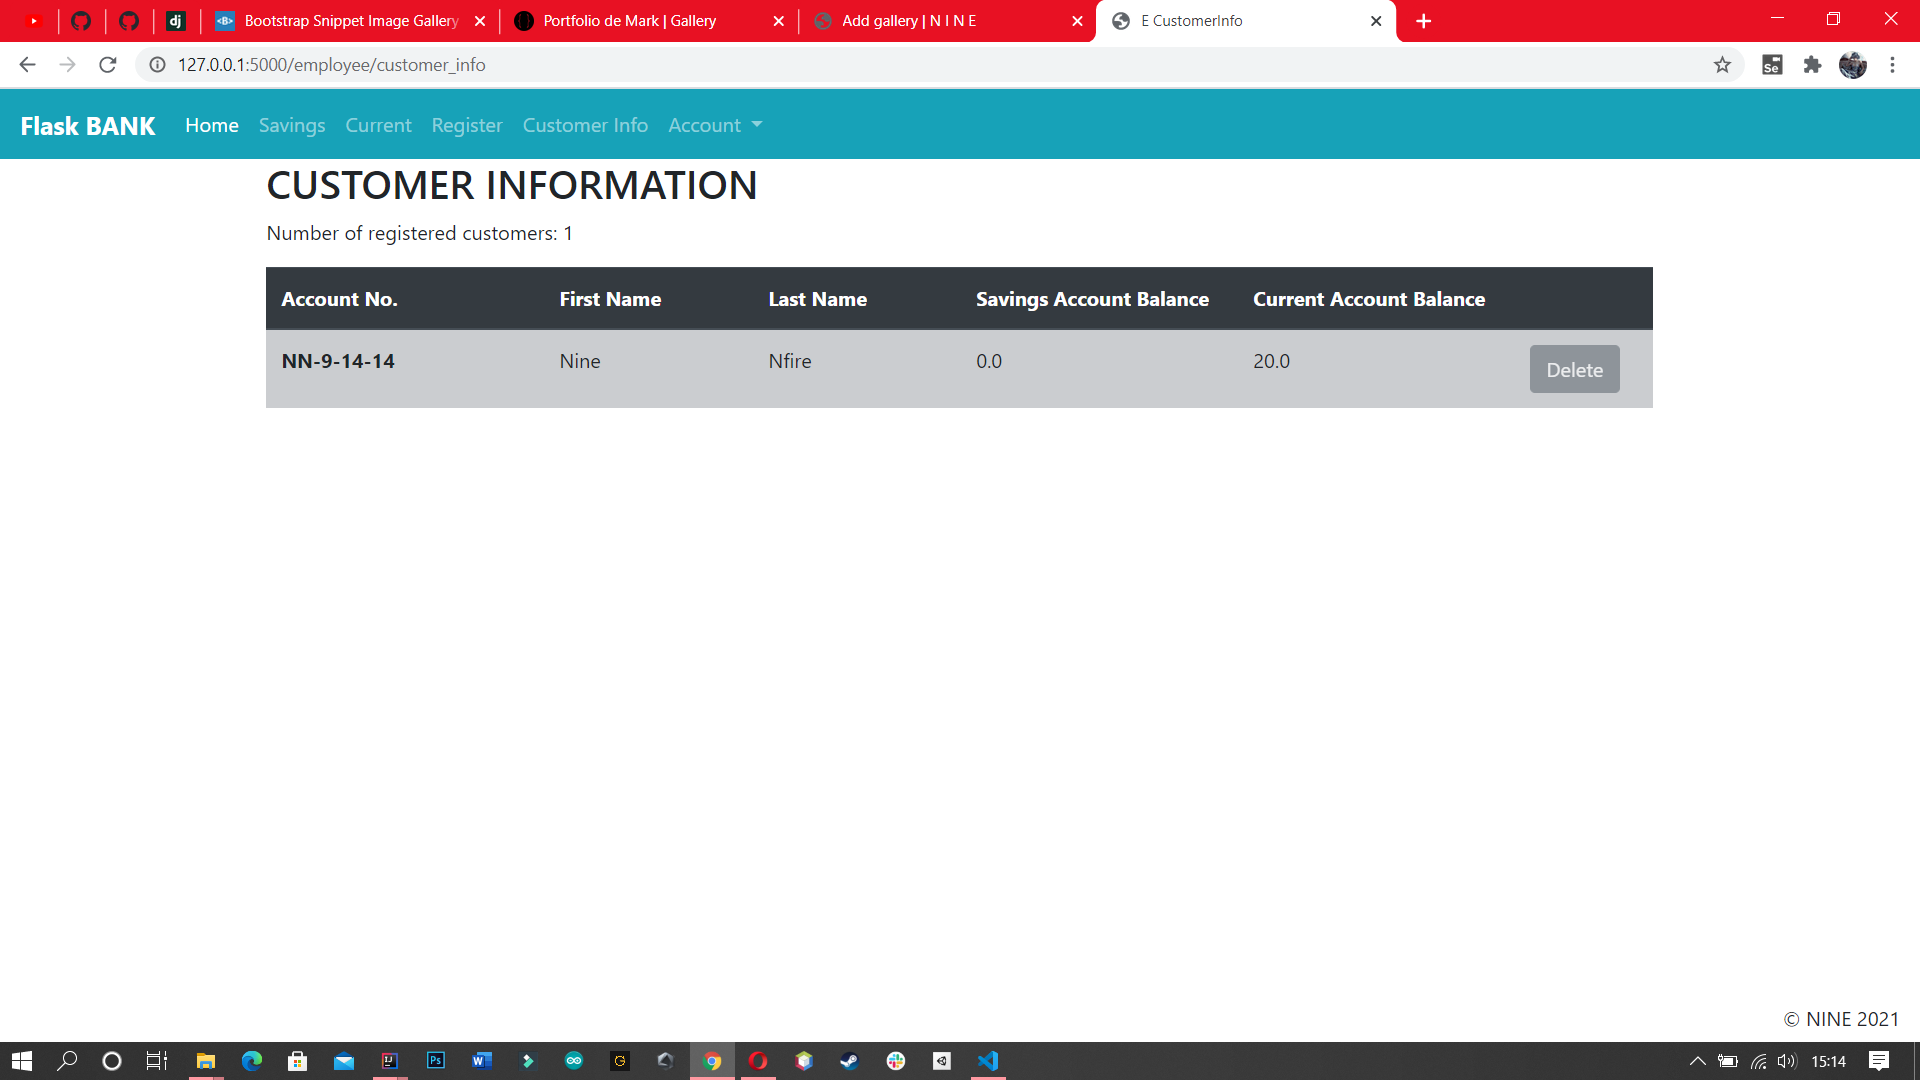 dj Bootstrap Snippet Image Gallery Portfolio de Mark | Gallery Add gallery | N I N E E CustomerInfo
127.0.0.1:5000/employee/customer_info Se
Flask BANK Home Savings Current Register Customer Info Account
CUSTOMER INFORMATION
Number of registered customers: 1
Account No. First Name Last Name Savings Account Balance Current Account Balance
NN-9-14-14 Nine Nfire 0.0 20.0 Delete
© NINE 2021
15:14